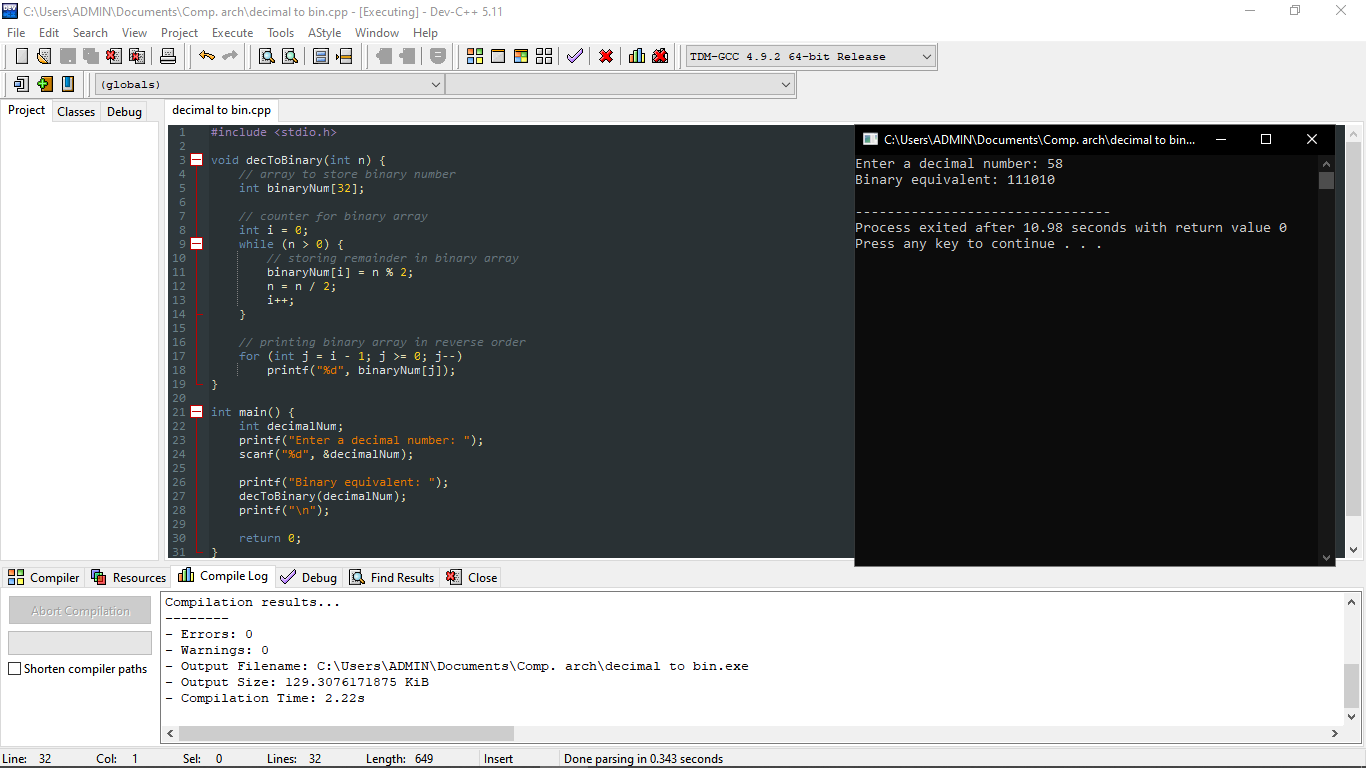 C:\Users\ADMIN\Documents\Comp. arch\decimal to bin.cpp - [Executing] - Dev-C++ 5.11
File Edit Search View Project Execute Tools AStyle Window Help
TDM-GCC 4.9.2 64-bit Release
(globals)
Project Classes Debug
decimal to bin.cpp
1 #include <stdio.h>
2
3 void decToBinary(int n) {
4 // array to store binary number
5 int binaryNum[32];
6
7 // counter for binary array
8 int i = 0;
9 while (n > 0) {
10 // storing remainder in binary array
11 binaryNum[i] = n % 2;
12 n = n / 2;
13 i++;
14 }
15
16 // printing binary array in reverse order
17 for (int j = i - 1; j >= 0; j--)
18 printf("%d", binaryNum[j]);
19 }
20
21 int main() {
22 int decimalNum;
23 printf("Enter a decimal number: ");
24 scanf("%d", &decimalNum);
25
26 printf("Binary equivalent: ");
27 decToBinary(decimalNum);
28 printf("\n");
29
30 return 0;
31 }
C:\Users\ADMIN\Documents\Comp. arch\decimal to bin...
Enter a decimal number: 58
Binary equivalent: 111010
--------------------------------
Process exited after 10.98 seconds with return value 0
Press any key to continue . . .
Compiler Resources Compile Log Debug Find Results Close
Abort Compilation
Shorten compiler paths
Compilation results...
--------
- Errors: 0
- Warnings: 0
- Output Filename: C:\Users\ADMIN\Documents\Comp. arch\decimal to bin.exe
- Output Size: 129.3076171875 KiB
- Compilation Time: 2.22s
Line: 32 Col: 1 Sel: 0 Lines: 32 Length: 649 Insert Done parsing in 0.343 seconds